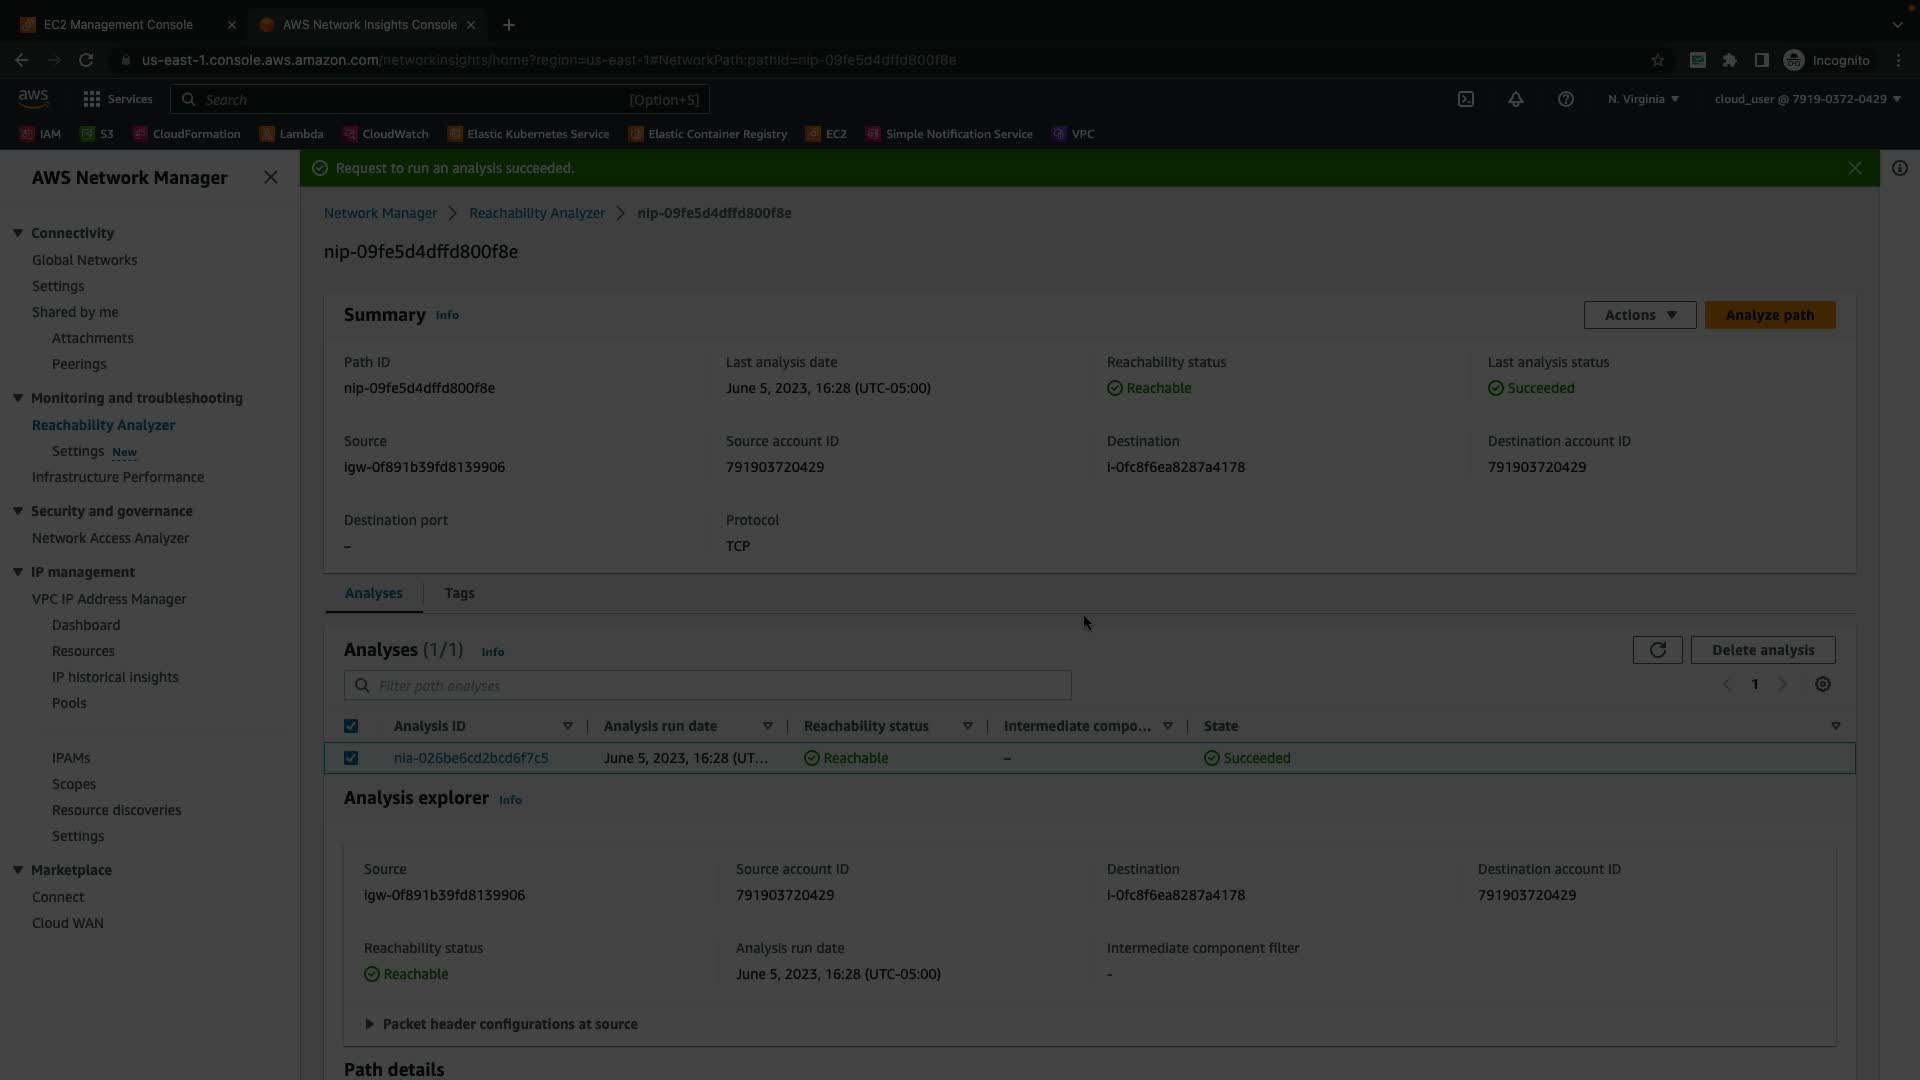 EC2 Management Console
AWS Network Insights Console
us-east-1.console.aws.amazon.com/networkinsights/home?region=us-east-1#NetworkPath:pathId=nip-09fe5d4dffd800f8e
Incognito
aws
Services
Search
[Option+S]
N. Virginia
cloud_user @ 7919-0372-0429
IAM
S3
CloudFormation
Lambda
CloudWatch
Elastic Kubernetes Service
Elastic Container Registry
EC2
Simple Notification Service
VPC
AWS Network Manager
Connectivity
Global Networks
Settings
Shared by me
Attachments
Peerings
Monitoring and troubleshooting
Reachability Analyzer
Settings New
Infrastructure Performance
Security and governance
Network Access Analyzer
IP management
VPC IP Address Manager
Dashboard
Resources
IP historical insights
Pools
IPAMs
Scopes
Resource discoveries
Settings
Marketplace
Connect
Cloud WAN
Request to run an analysis succeeded.
Network Manager > Reachability Analyzer > nip-09fe5d4dffd800f8e
nip-09fe5d4dffd800f8e
Summary Info
Actions
Analyze path
Path ID
nip-09fe5d4dffd800f8e
Last analysis date
June 5, 2023, 16:28 (UTC-05:00)
Reachability status
Reachable
Last analysis status
Succeeded
Source
igw-0f891b39fd8139906
Source account ID
791903720429
Destination
i-0fc8f6ea8287a4178
Destination account ID
791903720429
Destination port
–
Protocol
TCP
Analyses
Tags
Analyses (1/1) Info
Delete analysis
Filter path analyses
1
Analysis ID
Analysis run date
Reachability status
Intermediate compo...
State
nia-026be6cd2bcd6f7c5
June 5, 2023, 16:28 (UT...
Reachable
–
Succeeded
Analysis explorer Info
Source
igw-0f891b39fd8139906
Source account ID
791903720429
Destination
i-0fc8f6ea8287a4178
Destination account ID
791903720429
Reachability status
Reachable
Analysis run date
June 5, 2023, 16:28 (UTC-05:00)
Intermediate component filter
-
Packet header configurations at source
Path details